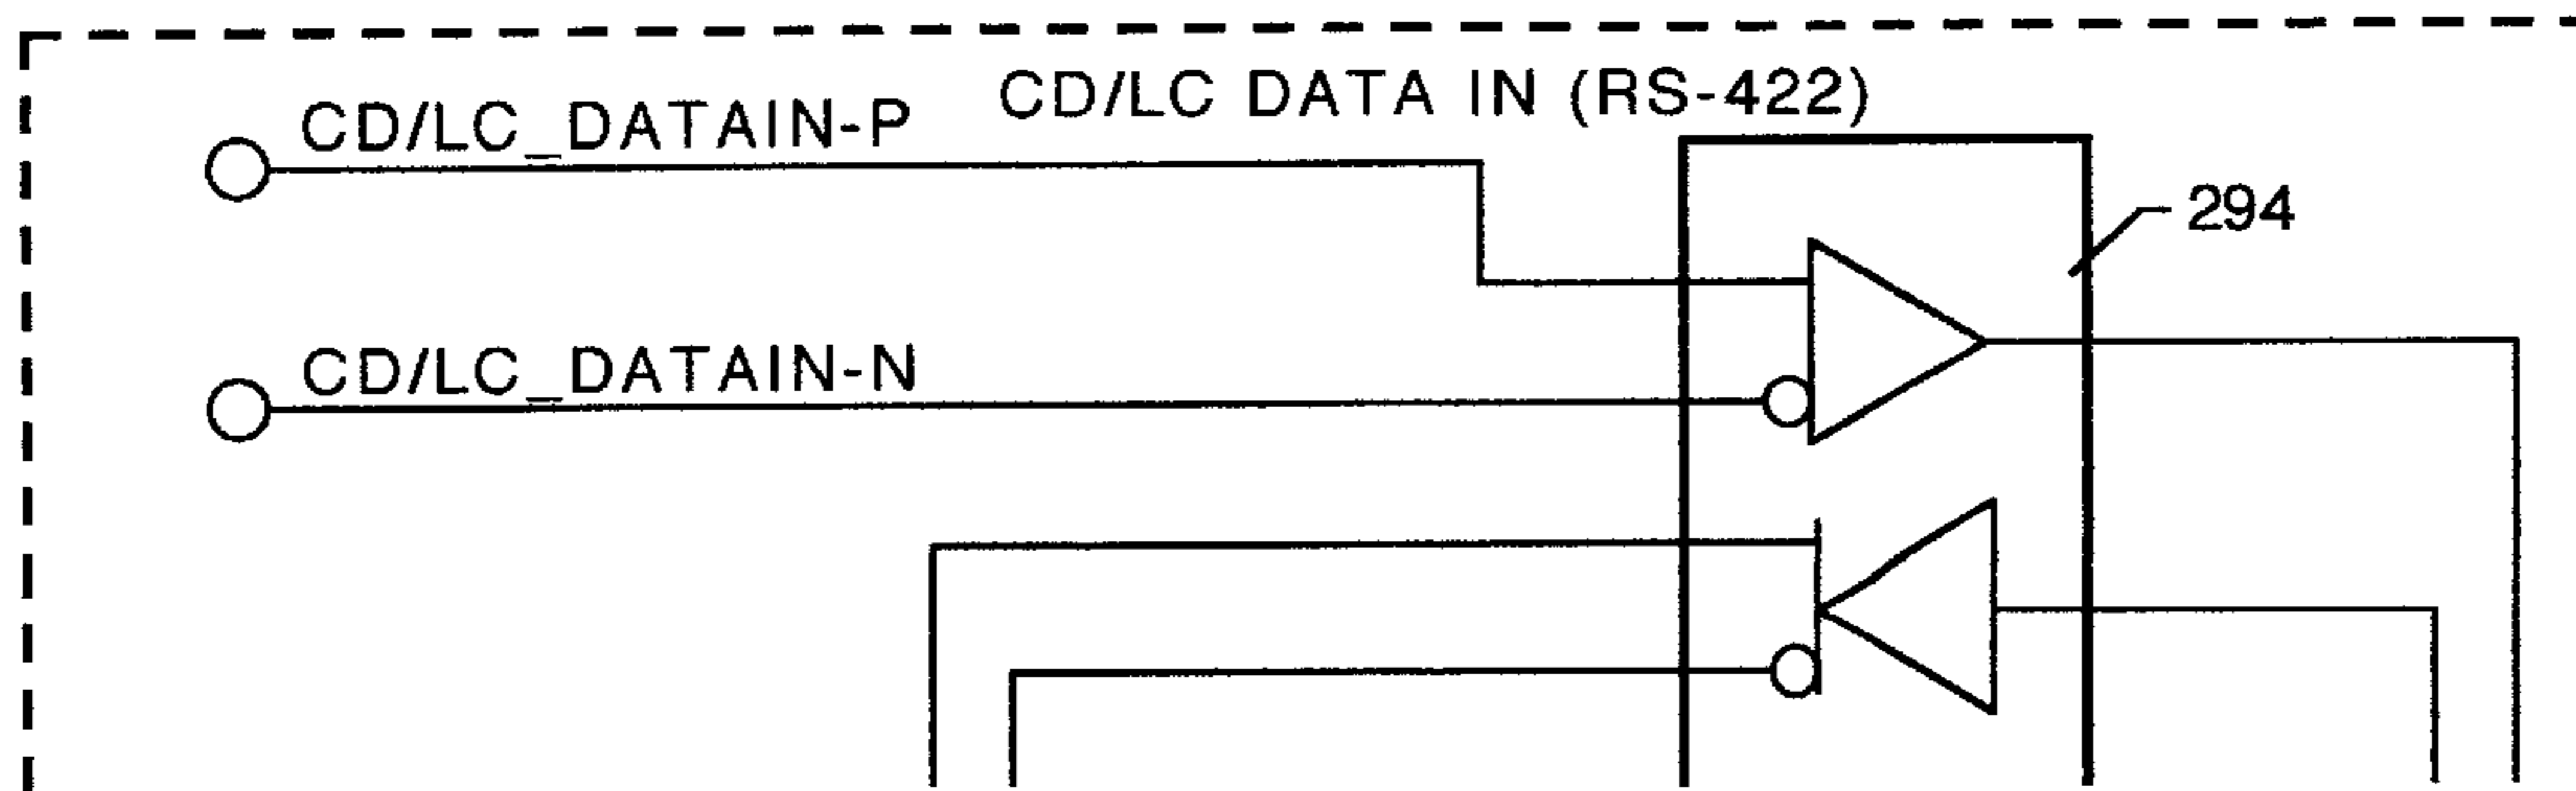 CD/LC DATA IN (RS-422)
CD/LC_DATAIN-P
294
CD/LC_DATAIN-N